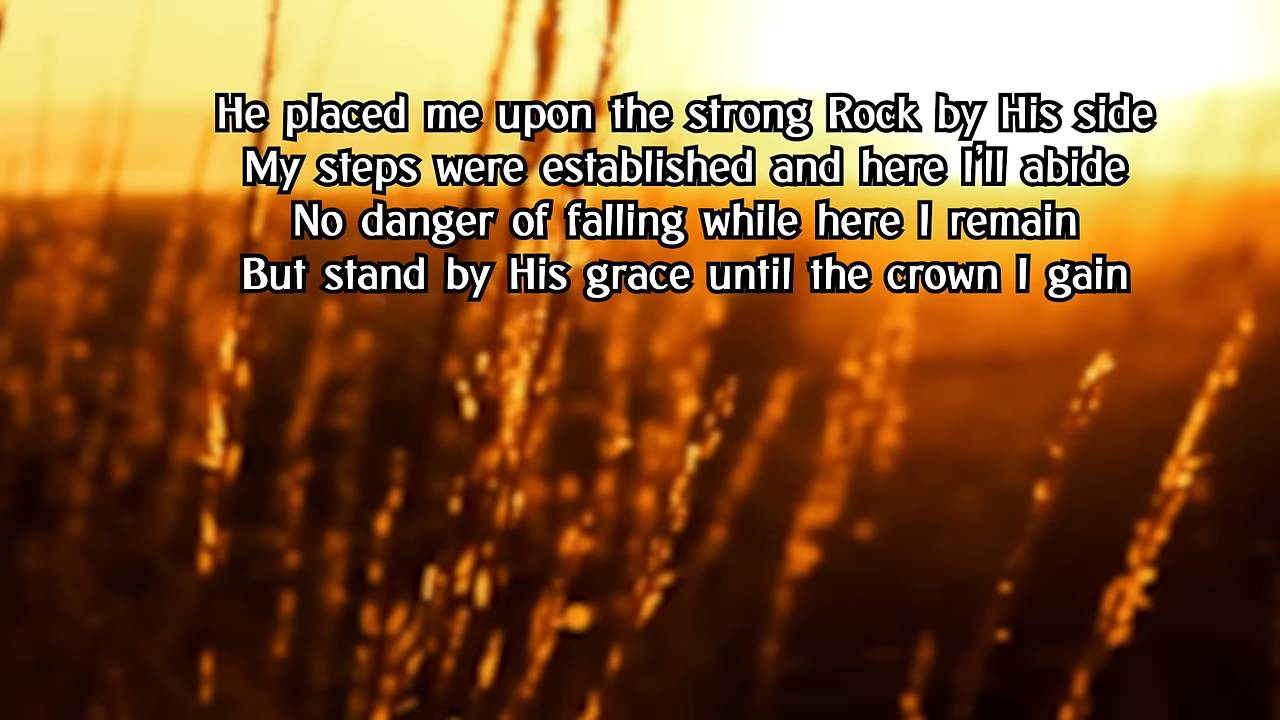 He placed me upon the strong Rock by His side
My steps were established and here I'll abide
No danger of falling while here I remain
But stand by His grace until the crown I gain